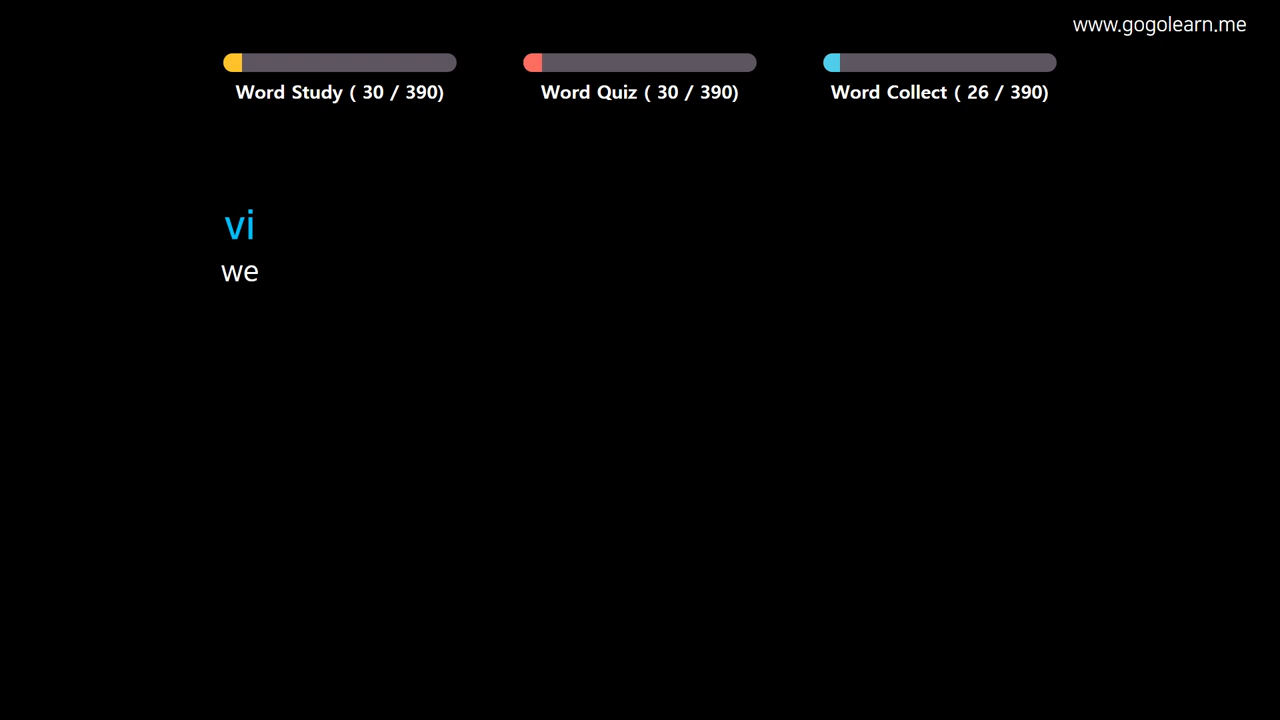 www.gogolearn.me
Word Study ( 30 / 390)
Word Quiz ( 30 / 390)
Word Collect ( 26 / 390)
vi
we